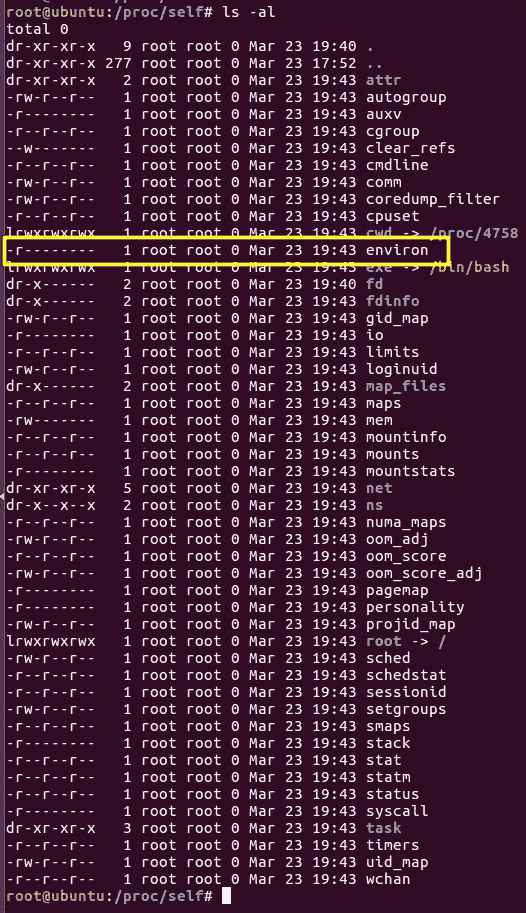 root@ubuntu:/proc/self# ls -al
total 0
dr-xr-xr-x   9 root root 0 Mar 23 19:40 .
dr-xr-xr-x 277 root root 0 Mar 23 17:52 ..
dr-xr-xr-x   2 root root 0 Mar 23 19:43 attr
-rw-r--r--   1 root root 0 Mar 23 19:43 autogroup
-r--------   1 root root 0 Mar 23 19:43 auxv
-r--r--r--   1 root root 0 Mar 23 19:43 cgroup
--w-------   1 root root 0 Mar 23 19:43 clear_refs
-r--r--r--   1 root root 0 Mar 23 19:43 cmdline
-rw-r--r--   1 root root 0 Mar 23 19:43 comm
-rw-r--r--   1 root root 0 Mar 23 19:43 coredump_filter
-r--r--r--   1 root root 0 Mar 23 19:43 cpuset
lrwxrwxrwx   1 root root 0 Mar 23 19:43 cwd -> /proc/4758
-r--------   1 root root 0 Mar 23 19:43 environ
lrwxrwxrwx   1 root root 0 Mar 23 19:43 exe -> /bin/bash
dr-x------   2 root root 0 Mar 23 19:40 fd
dr-x------   2 root root 0 Mar 23 19:43 fdinfo
-rw-r--r--   1 root root 0 Mar 23 19:43 gid_map
-r--------   1 root root 0 Mar 23 19:43 io
-r--r--r--   1 root root 0 Mar 23 19:43 limits
-rw-r--r--   1 root root 0 Mar 23 19:43 loginuid
dr-x------   2 root root 0 Mar 23 19:43 map_files
-r--r--r--   1 root root 0 Mar 23 19:43 maps
-rw-------   1 root root 0 Mar 23 19:43 mem
-r--r--r--   1 root root 0 Mar 23 19:43 mountinfo
-r--r--r--   1 root root 0 Mar 23 19:43 mounts
-r--------   1 root root 0 Mar 23 19:43 mountstats
dr-xr-xr-x   5 root root 0 Mar 23 19:43 net
dr-x--x--x   2 root root 0 Mar 23 19:43 ns
-r--r--r--   1 root root 0 Mar 23 19:43 numa_maps
-rw-r--r--   1 root root 0 Mar 23 19:43 oom_adj
-r--r--r--   1 root root 0 Mar 23 19:43 oom_score
-rw-r--r--   1 root root 0 Mar 23 19:43 oom_score_adj
-r--------   1 root root 0 Mar 23 19:43 pagemap
-r--------   1 root root 0 Mar 23 19:43 personality
-rw-r--r--   1 root root 0 Mar 23 19:43 projid_map
lrwxrwxrwx   1 root root 0 Mar 23 19:43 root -> /
-rw-r--r--   1 root root 0 Mar 23 19:43 sched
-r--r--r--   1 root root 0 Mar 23 19:43 schedstat
-r--r--r--   1 root root 0 Mar 23 19:43 sessionid
-rw-r--r--   1 root root 0 Mar 23 19:43 setgroups
-r--r--r--   1 root root 0 Mar 23 19:43 smaps
-r--------   1 root root 0 Mar 23 19:43 stack
-r--r--r--   1 root root 0 Mar 23 19:43 stat
-r--r--r--   1 root root 0 Mar 23 19:43 statm
-r--r--r--   1 root root 0 Mar 23 19:43 status
-r--------   1 root root 0 Mar 23 19:43 syscall
dr-xr-xr-x   3 root root 0 Mar 23 19:43 task
-r--r--r--   1 root root 0 Mar 23 19:43 timers
-rw-r--r--   1 root root 0 Mar 23 19:43 uid_map
-r--r--r--   1 root root 0 Mar 23 19:43 wchan
root@ubuntu:/proc/self#